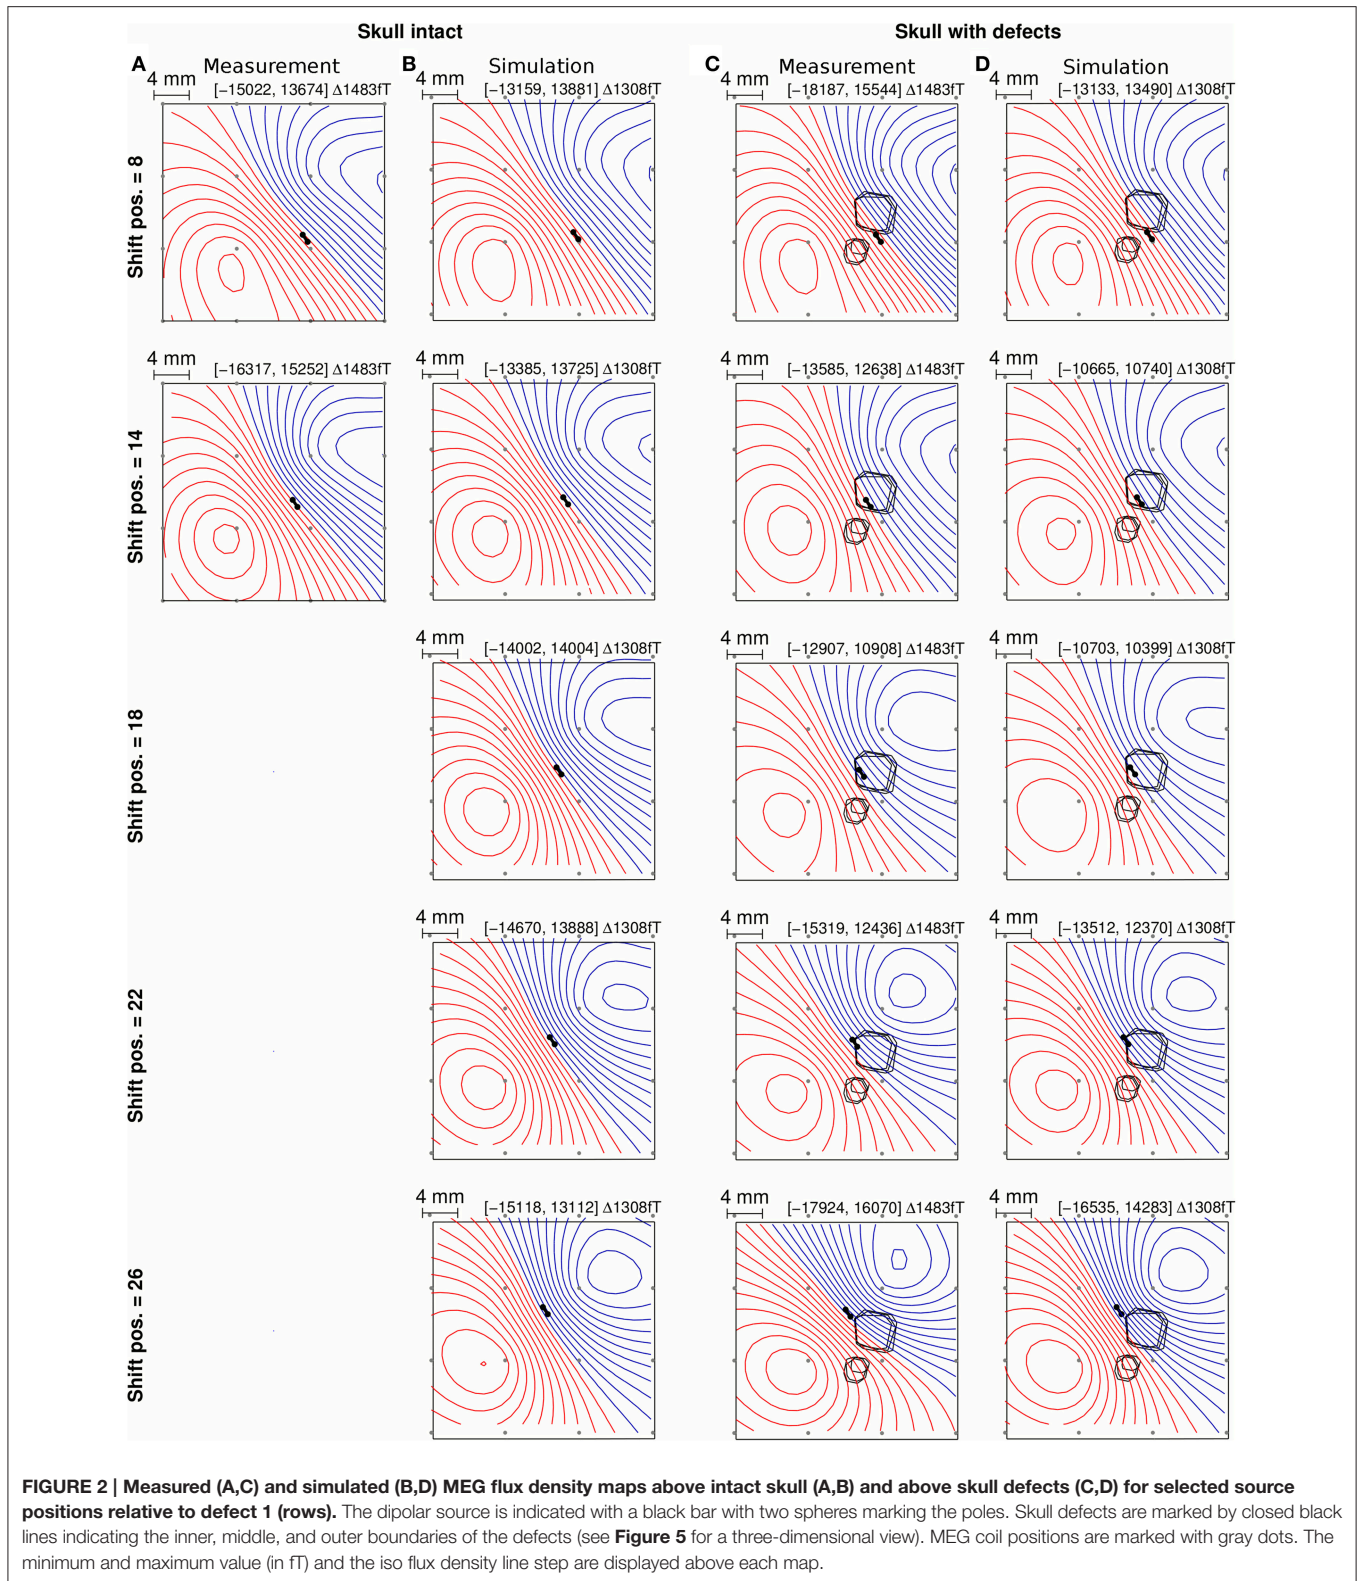 Skull intact
Skull with defects
A
Measurement
B
Simulation
C
Measurement
D
Simulation
Shift pos. = 8
4 mm
[−15022, 13674] Δ1483fT
4 mm
[−13159, 13881] Δ1308fT
4 mm
[−18187, 15544] Δ1483fT
4 mm
[−13133, 13490] Δ1308fT
Shift pos. = 14
4 mm
[−16317, 15252] Δ1483fT
4 mm
[−13385, 13725] Δ1308fT
4 mm
[−13585, 12638] Δ1483fT
4 mm
[−10665, 10740] Δ1308fT
Shift pos. = 18
4 mm
[−14002, 14004] Δ1308fT
4 mm
[−12907, 10908] Δ1483fT
4 mm
[−10703, 10399] Δ1308fT
Shift pos. = 22
4 mm
[−14670, 13888] Δ1308fT
4 mm
[−15319, 12436] Δ1483fT
4 mm
[−13512, 12370] Δ1308fT
Shift pos. = 26
4 mm
[−15118, 13112] Δ1308fT
4 mm
[−17924, 16070] Δ1483fT
4 mm
[−16535, 14283] Δ1308fT
FIGURE 2 | Measured (A,C) and simulated (B,D) MEG flux density maps above intact skull (A,B) and above skull defects (C,D) for selected source
positions relative to defect 1 (rows). The dipolar source is indicated with a black bar with two spheres marking the poles. Skull defects are marked by closed black
lines indicating the inner, middle, and outer boundaries of the defects (see Figure 5 for a three-dimensional view). MEG coil positions are marked with gray dots. The
minimum and maximum value (in fT) and the iso flux density line step are displayed above each map.